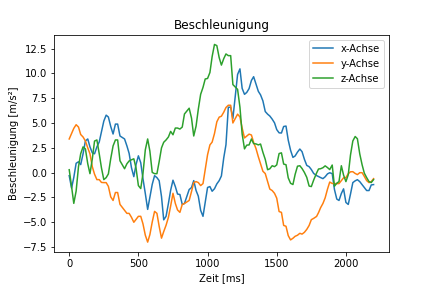 Beschleunigung
12.5
10.0
7.5
5.0
2.5
0.0
−2.5
−5.0
−7.5
Beschleunigung [m/s²]
x-Achse
y-Achse
z-Achse
0
500
1000
1500
2000
Zeit [ms]